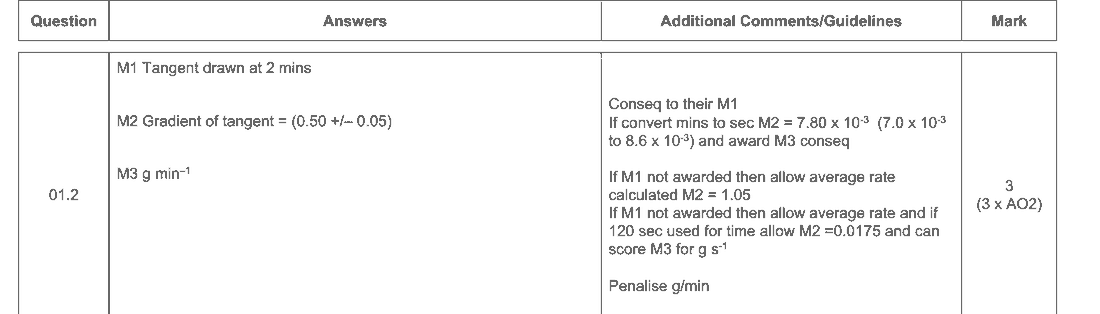 Question Answers Additional Comments/Guidelines Mark
M1 Tangent drawn at 2 mins
M2 Gradient of tangent = (0.50 +/– 0.05)
M3 g min⁻¹
01.2
Conseq to their M1
If convert mins to sec M2 = 7.80 x 10⁻³ (7.0 x 10⁻³
to 8.6 x 10⁻³) and award M3 conseq
If M1 not awarded then allow average rate
calculated M2 = 1.05
If M1 not awarded then allow average rate and if
120 sec used for time allow M2 =0.0175 and can
score M3 for g s⁻¹
Penalise g/min
3
(3 x AO2)